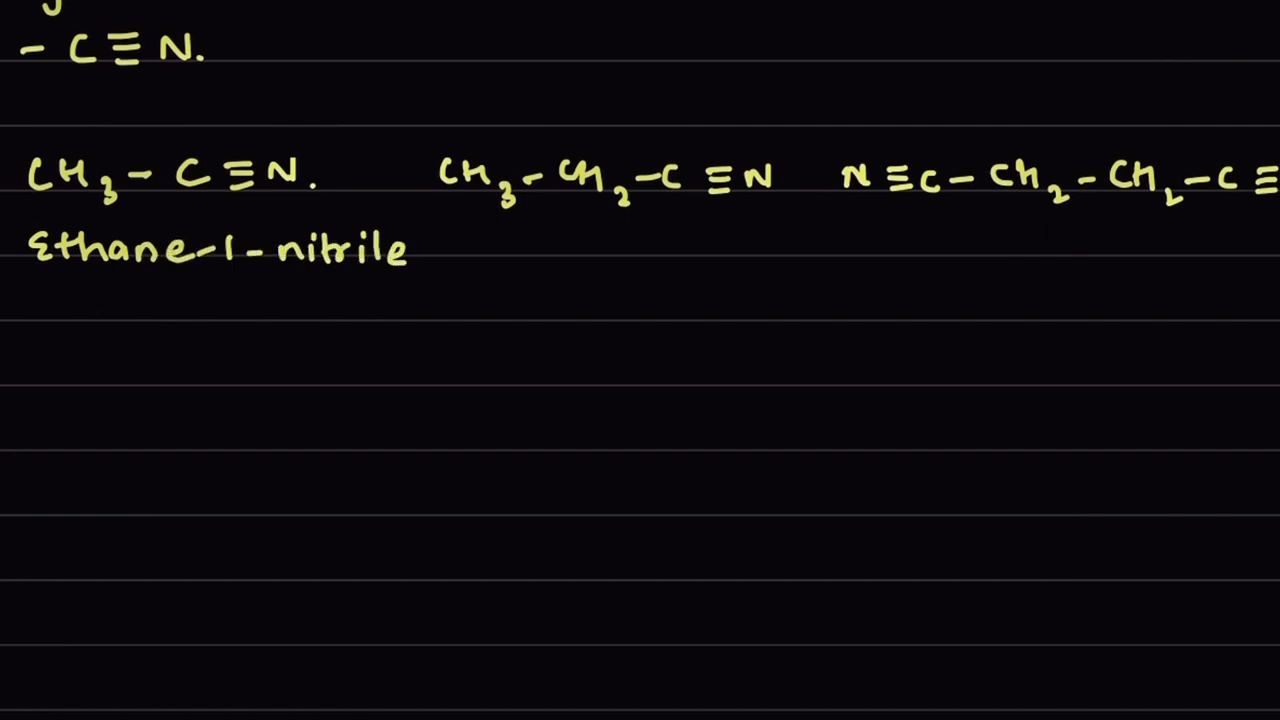 - C ≡ N.
CH₃ - C ≡ N. CH₃ - CH₂ - C ≡ N N ≡ C - CH₂ - CH₂ - C ≡
Ethane-1-nitrile